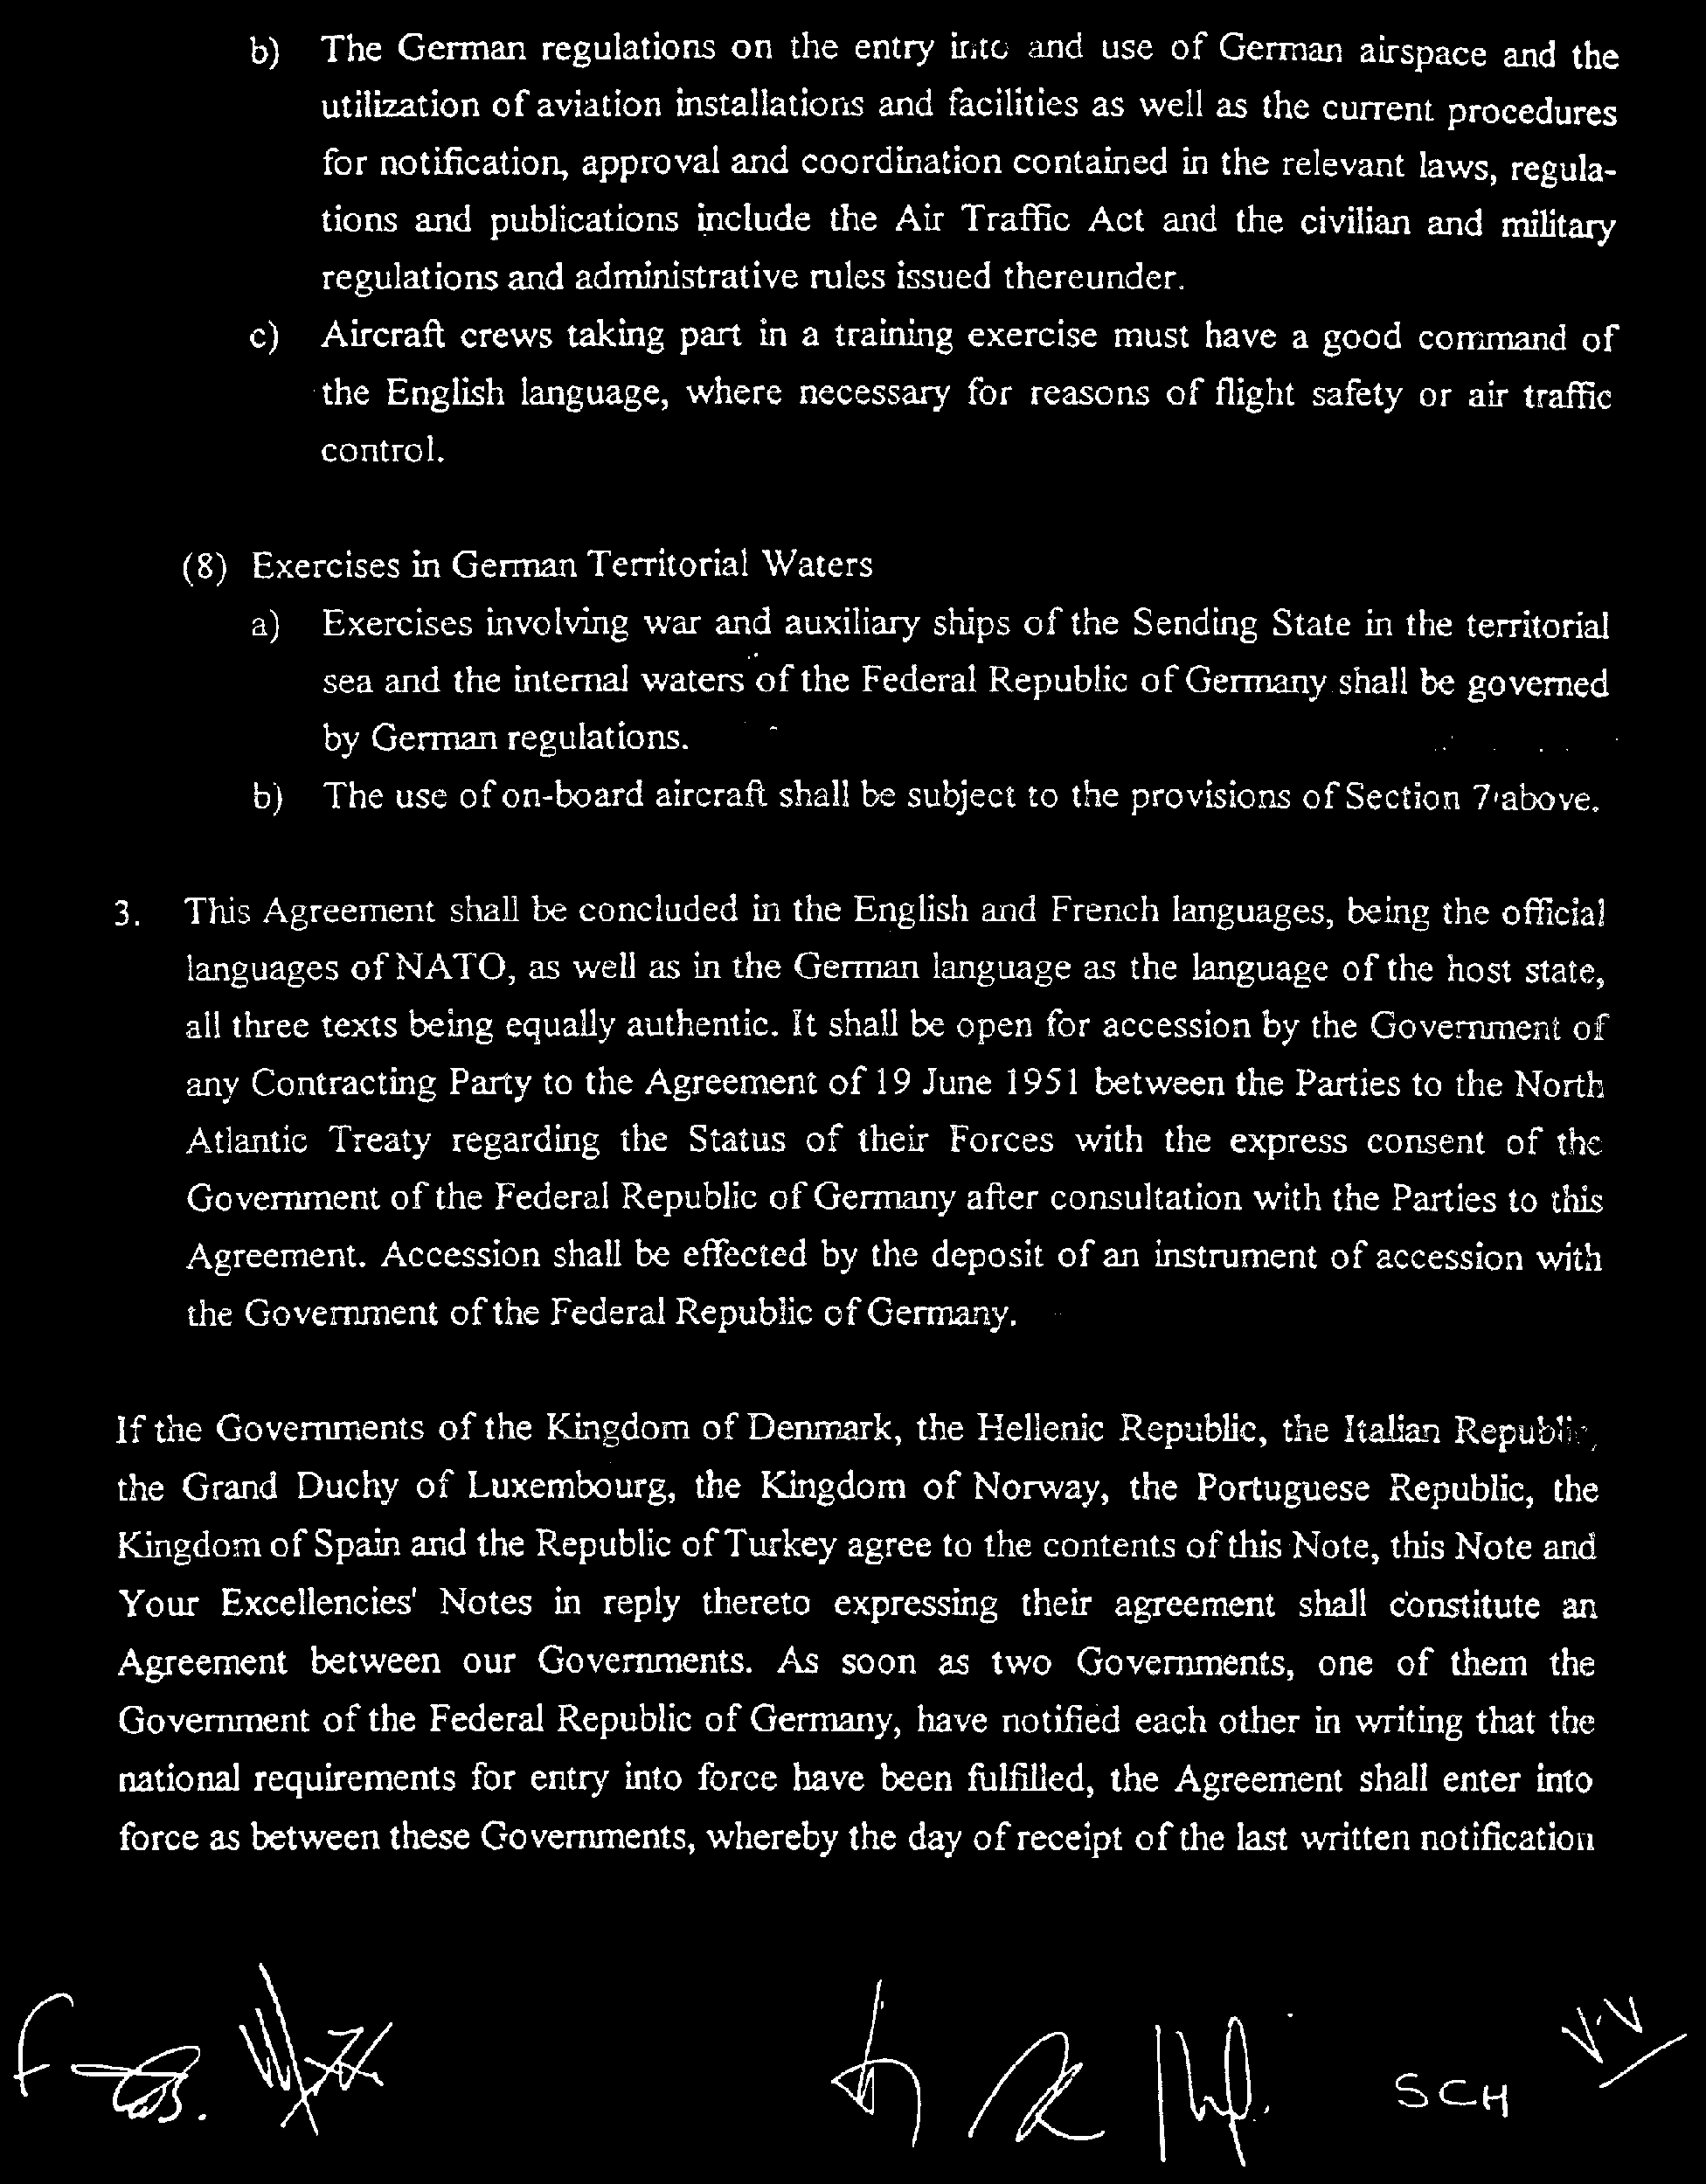 b) The German regulations on the entry into and use of German airspace and the
utilization of aviation installations and facilities as well as the current procedures
for notification, approval and coordination contained in the relevant laws, regula-
tions and publications include the Air Traffic Act and the civilian and military
regulations and administrative rules issued thereunder.
c) Aircraft crews taking part in a training exercise must have a good command of
the English language, where necessary for reasons of flight safety or air traffic
control.
(8) Exercises in German Territorial Waters
a) Exercises involving war and auxiliary ships of the Sending State in the territorial
sea and the internal waters of the Federal Republic of Germany shall be governed
by German regulations.
b) The use of on-board aircraft shall be subject to the provisions of Section 7 above.
3. This Agreement shall be concluded in the English and French languages, being the official
languages of NATO, as well as in the German language as the language of the host state,
all three texts being equally authentic. It shall be open for accession by the Government of
any Contracting Party to the Agreement of 19 June 1951 between the Parties to the North
Atlantic Treaty regarding the Status of their Forces with the express consent of the
Government of the Federal Republic of Germany after consultation with the Parties to this
Agreement. Accession shall be effected by the deposit of an instrument of accession with
the Government of the Federal Republic of Germany.
If the Governments of the Kingdom of Denmark, the Hellenic Republic, the Italian Republic,
the Grand Duchy of Luxembourg, the Kingdom of Norway, the Portuguese Republic, the
Kingdom of Spain and the Republic of Turkey agree to the contents of this Note, this Note and
Your Excellencies' Notes in reply thereto expressing their agreement shall constitute an
Agreement between our Governments. As soon as two Governments, one of them the
Government of the Federal Republic of Germany, have notified each other in writing that the
national requirements for entry into force have been fulfilled, the Agreement shall enter into
force as between these Governments, whereby the day of receipt of the last written notification
SCH